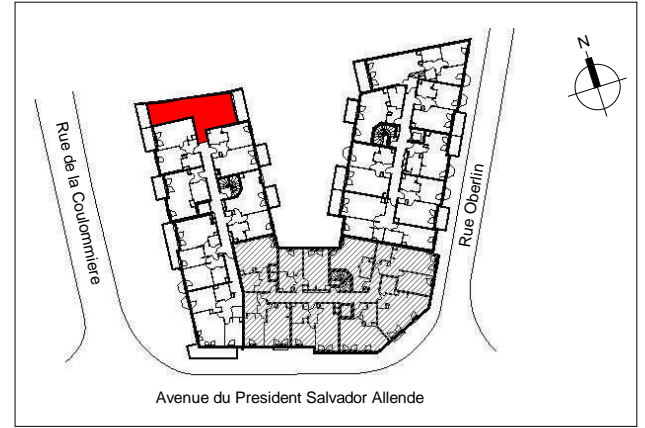 N
Rue de la Coulommiere
Rue Oberlin
Avenue du President Salvador Allende